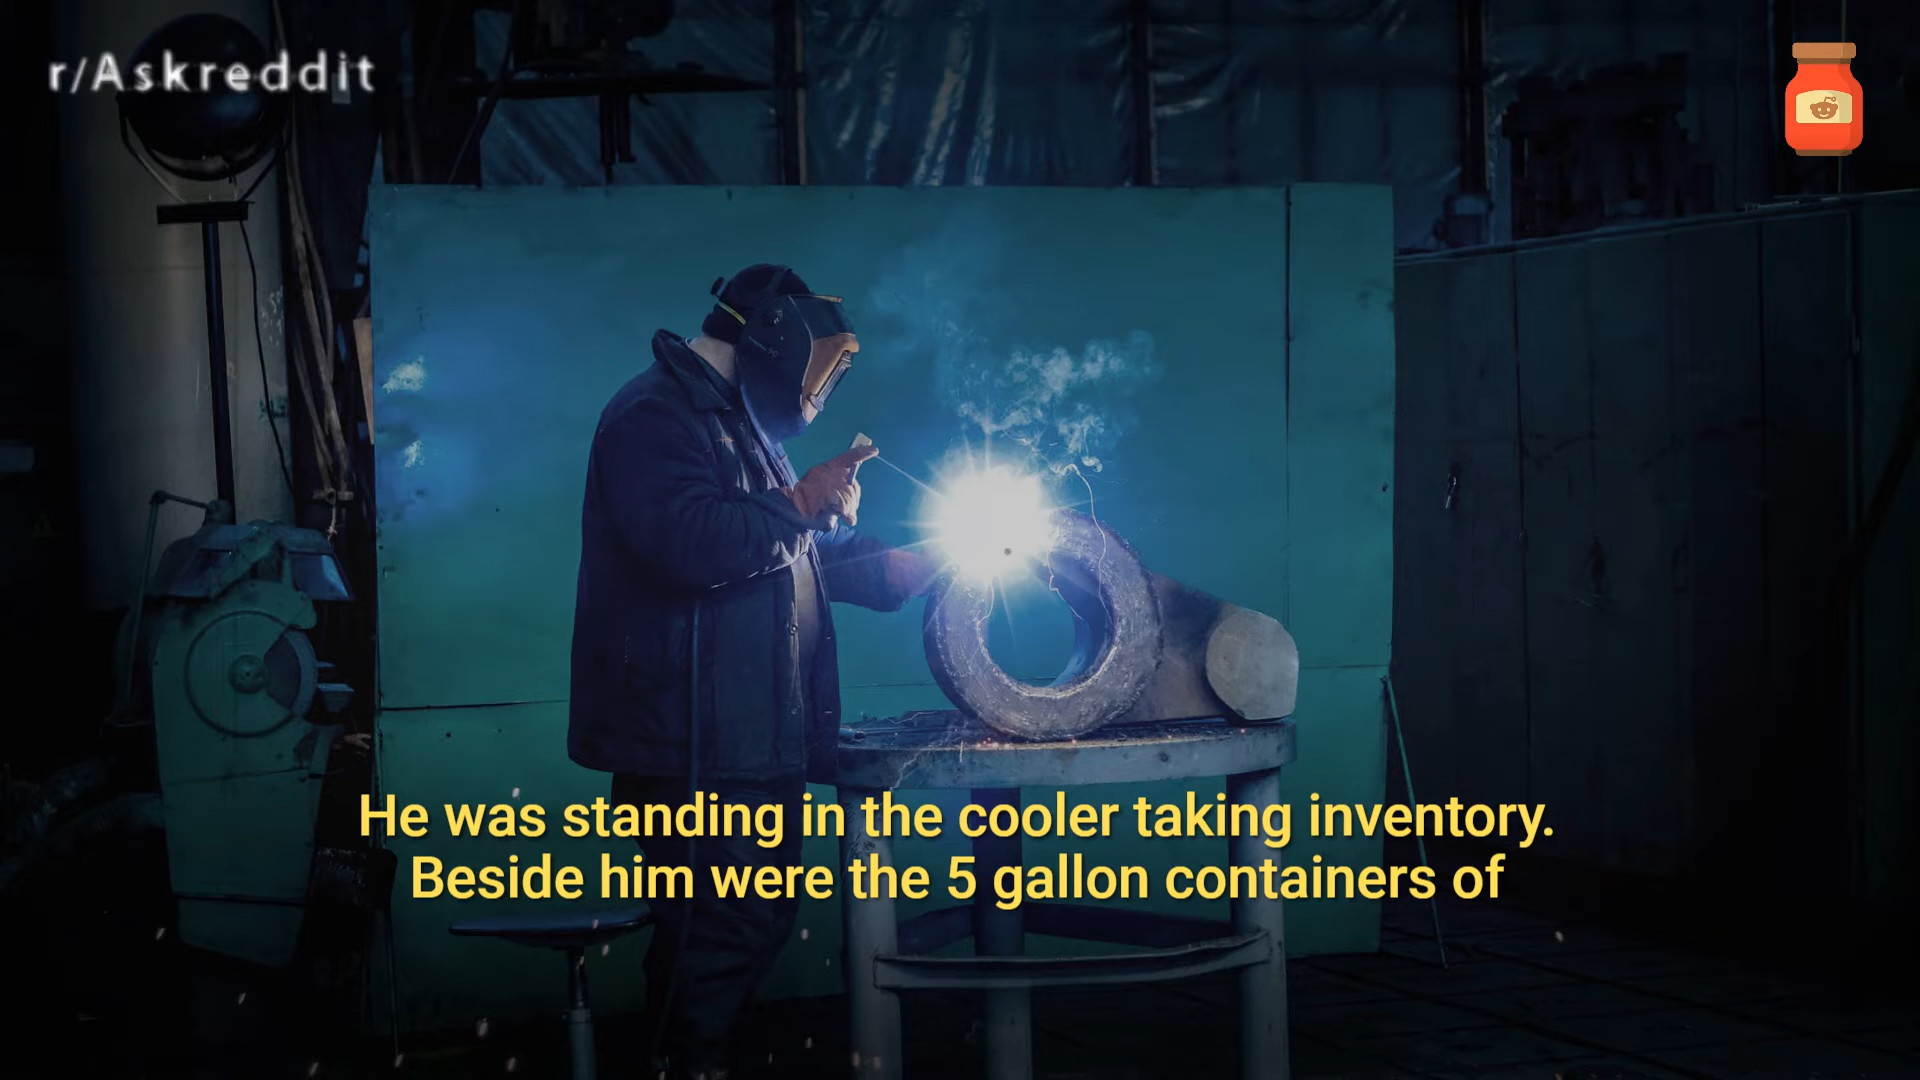 r/Askreddit
He was standing in the cooler taking inventory.
Beside him were the 5 gallon containers of